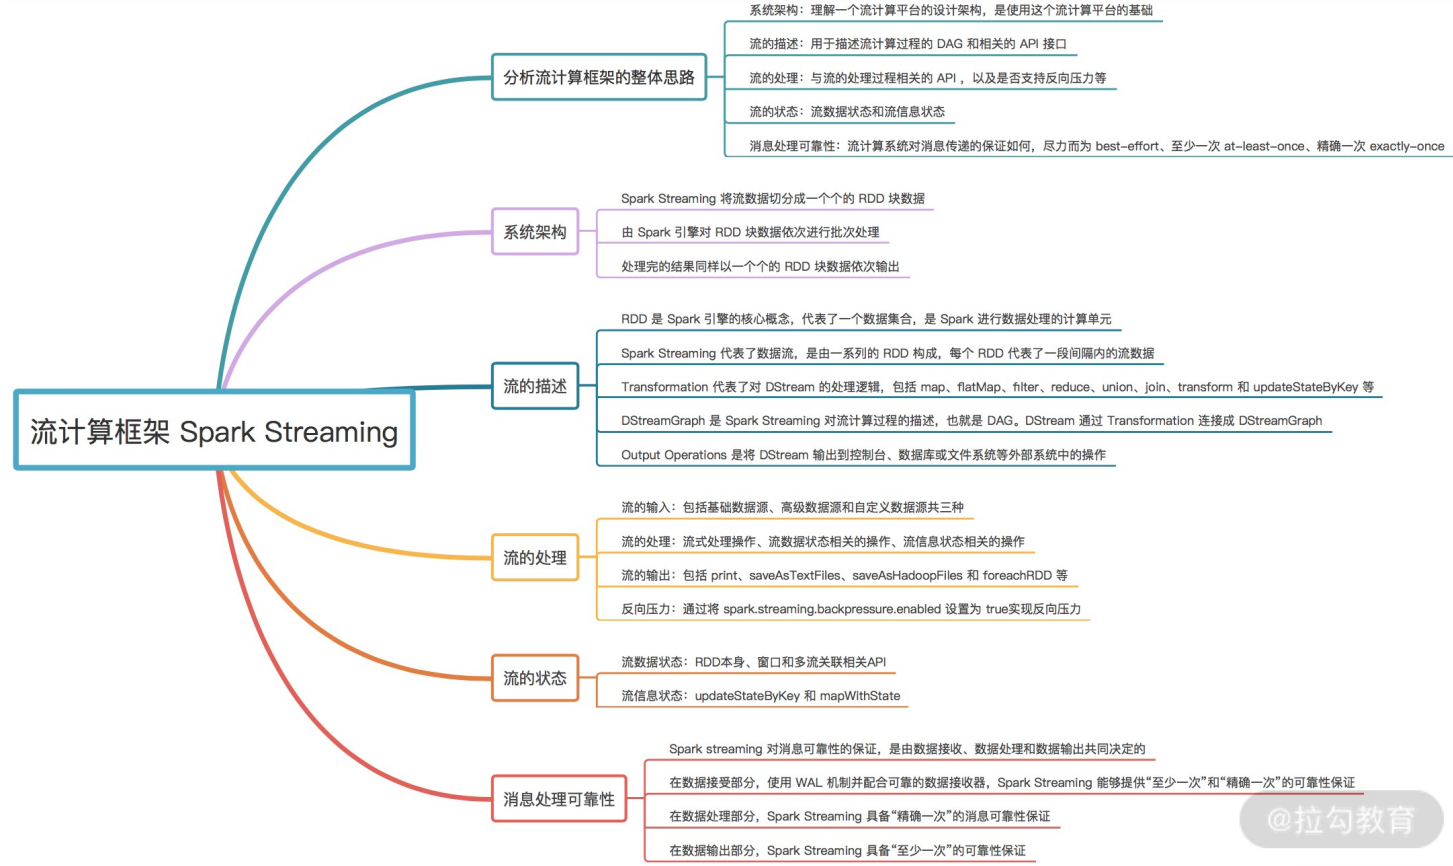 流计算框架 Spark Streaming
分析流计算框架的整体思路
系统架构：理解一个流计算平台的设计架构，是使用这个流计算平台的基础
流的描述：用于描述流计算过程的 DAG 和相关的 API 接口
流的处理：与流的处理过程相关的 API ，以及是否支持反向压力等
流的状态：流数据状态和流信息状态
消息处理可靠性：流计算系统对消息传递的保证如何，尽力而为 best-effort、至少一次 at-least-once、精确一次 exactly-once
系统架构
Spark Streaming 将流数据切分成一个个的 RDD 块数据
由 Spark 引擎对 RDD 块数据依次进行批次处理
处理完的结果同样以一个个的 RDD 块数据依次输出
流的描述
RDD 是 Spark 引擎的核心概念，代表了一个数据集合，是 Spark 进行数据处理的计算单元
Spark Streaming 代表了数据流，是由一系列的 RDD 构成，每个 RDD 代表了一段间隔内的流数据
Transformation 代表了对 DStream 的处理逻辑，包括 map、flatMap、filter、reduce、union、join、transform 和 updateStateByKey 等
DStreamGraph 是 Spark Streaming 对流计算过程的描述，也就是 DAG。DStream 通过 Transformation 连接成 DStreamGraph
Output Operations 是将 DStream 输出到控制台、数据库或文件系统等外部系统中的操作
流的处理
流的输入：包括基础数据源、高级数据源和自定义数据源共三种
流的处理：流式处理操作、流数据状态相关的操作、流信息状态相关的操作
流的输出：包括 print、saveAsTextFiles、saveAsHadoopFiles 和 foreachRDD 等
反向压力：通过将 spark.streaming.backpressure.enabled 设置为 true实现反向压力
流的状态
流数据状态：RDD本身、窗口和多流关联相关API
流信息状态：updateStateByKey 和 mapWithState
消息处理可靠性
Spark streaming 对消息可靠性的保证，是由数据接收、数据处理和数据输出共同决定的
在数据接受部分，使用 WAL 机制并配合可靠的数据接收器，Spark Streaming 能够提供“至少一次”和“精确一次”的可靠性保证
在数据处理部分，Spark Streaming 具备“精确一次”的消息可靠性保证
在数据输出部分，Spark Streaming 具备“至少一次”的可靠性保证
@拉勾教育